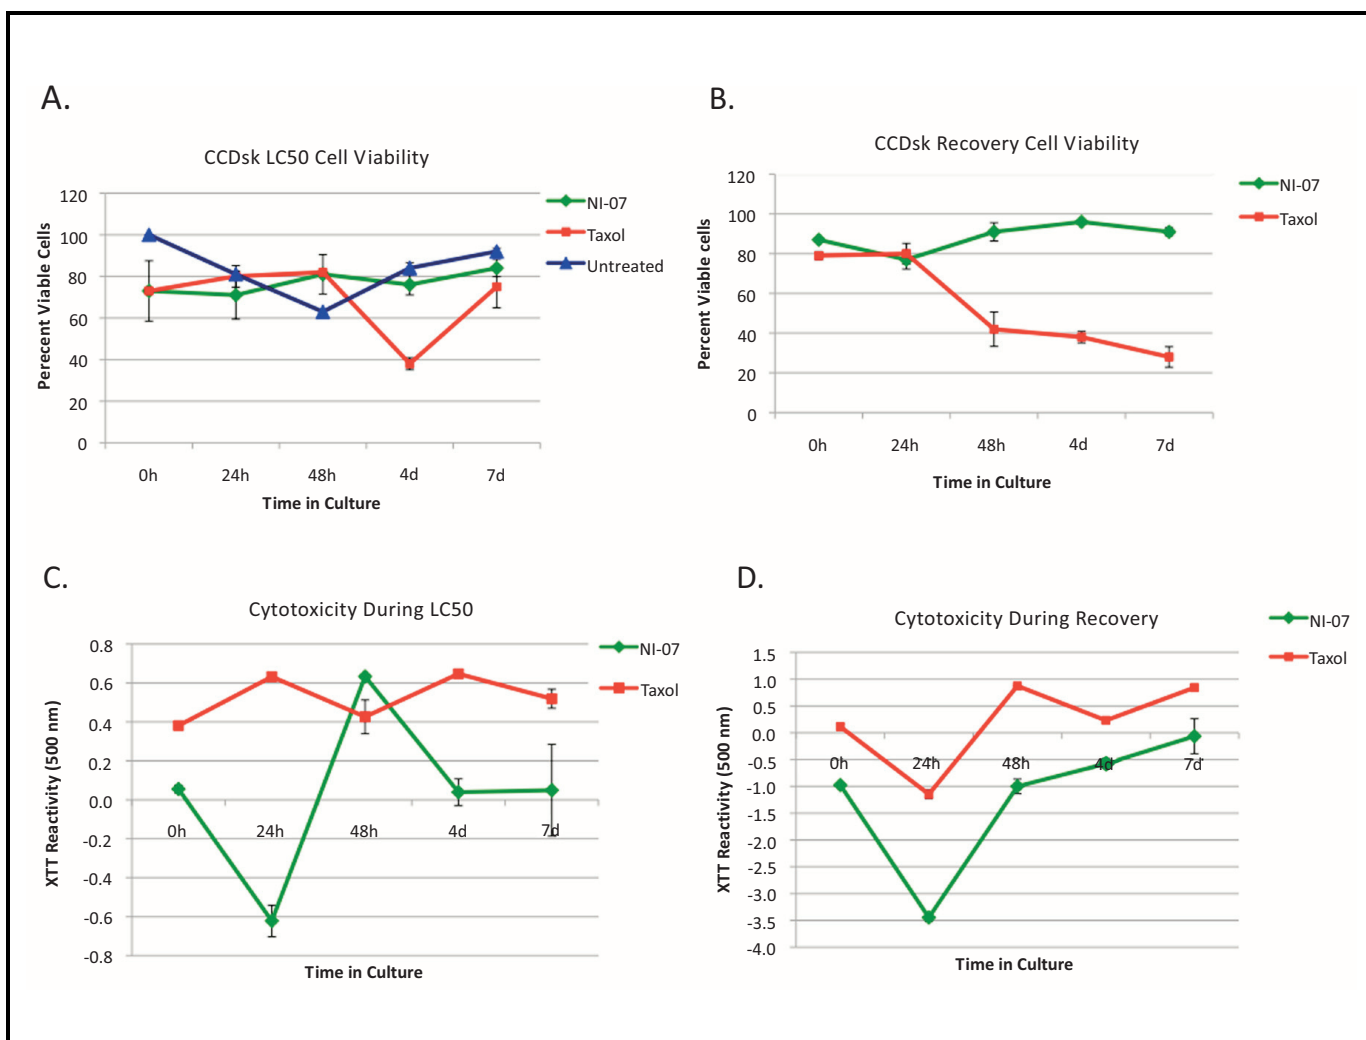 A.
CCDsk LC50 Cell Viability
120
100
80
60
40
20
0
Perecent Viable Cells
0h 24h 48h 4d 7d
Time in Culture
NI-07
Taxol
Untreated
B.
CCDsk Recovery Cell Viability
120
100
80
60
40
20
0
Percent Viable cells
0h 24h 48h 4d 7d
Time in Culture
NI-07
Taxol
C.
Cytotoxicity During LC50
0.8
0.6
0.4
0.2
0.0
-0.2
-0.4
-0.6
-0.8
XTT Reactivity (500 nm)
0h 24h 48h 4d 7d
Time in Culture
NI-07
Taxol
D.
Cytotoxicity During Recovery
1.5
1.0
0.5
0.0
-0.5
-1.0
-1.5
-2.0
-2.5
-3.0
-3.5
-4.0
XTT Reactivity (500 nm)
0h 24h 48h 4d 7d
Time in Culture
NI-07
Taxol